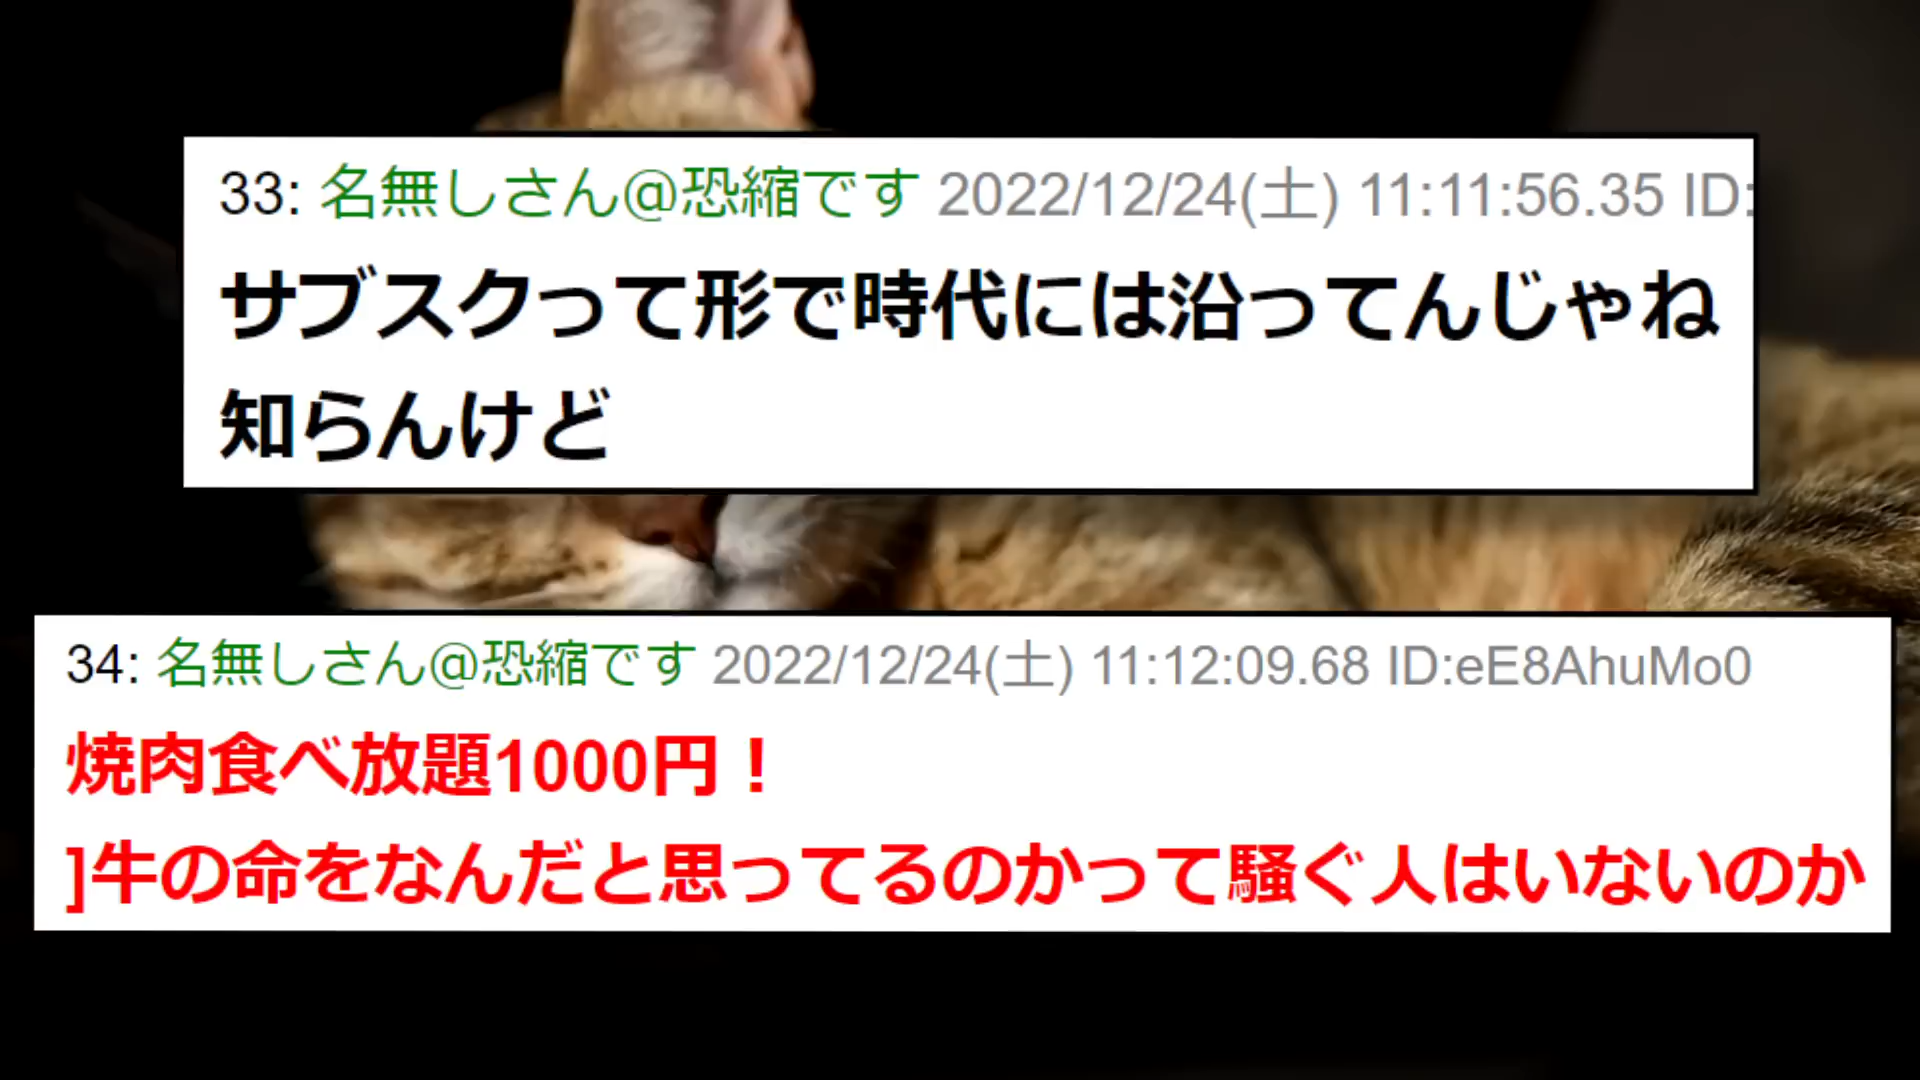 33: 名無しさん@恐縮です 2022/12/24(土) 11:11:56.35 ID:
サブスクって形で時代には沿ってんじゃね
知らんけど
34: 名無しさん@恐縮です 2022/12/24(土) 11:12:09.68 ID:eE8AhuMo0
焼肉食べ放題1000円！
]牛の命をなんだと思ってるのかって騒ぐ人はいないのか